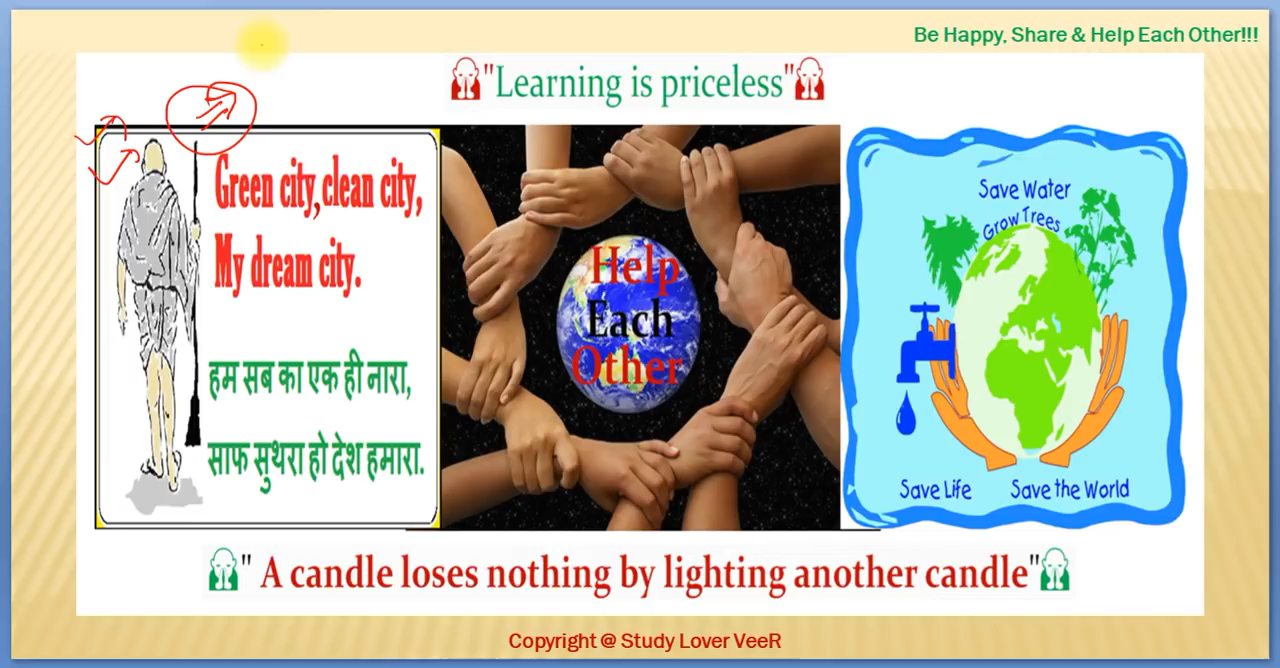 Be Happy, Share & Help Each Other!!!
"Learning is priceless"
Green city, clean city,
My dream city.
हम सब का एक ही नारा,
साफ सुथरा हो देश हमारा.
Help
Each
Other
Save Water
Grow Trees
Save Life
Save the World
" A candle loses nothing by lighting another candle"
Copyright @ Study Lover VeeR